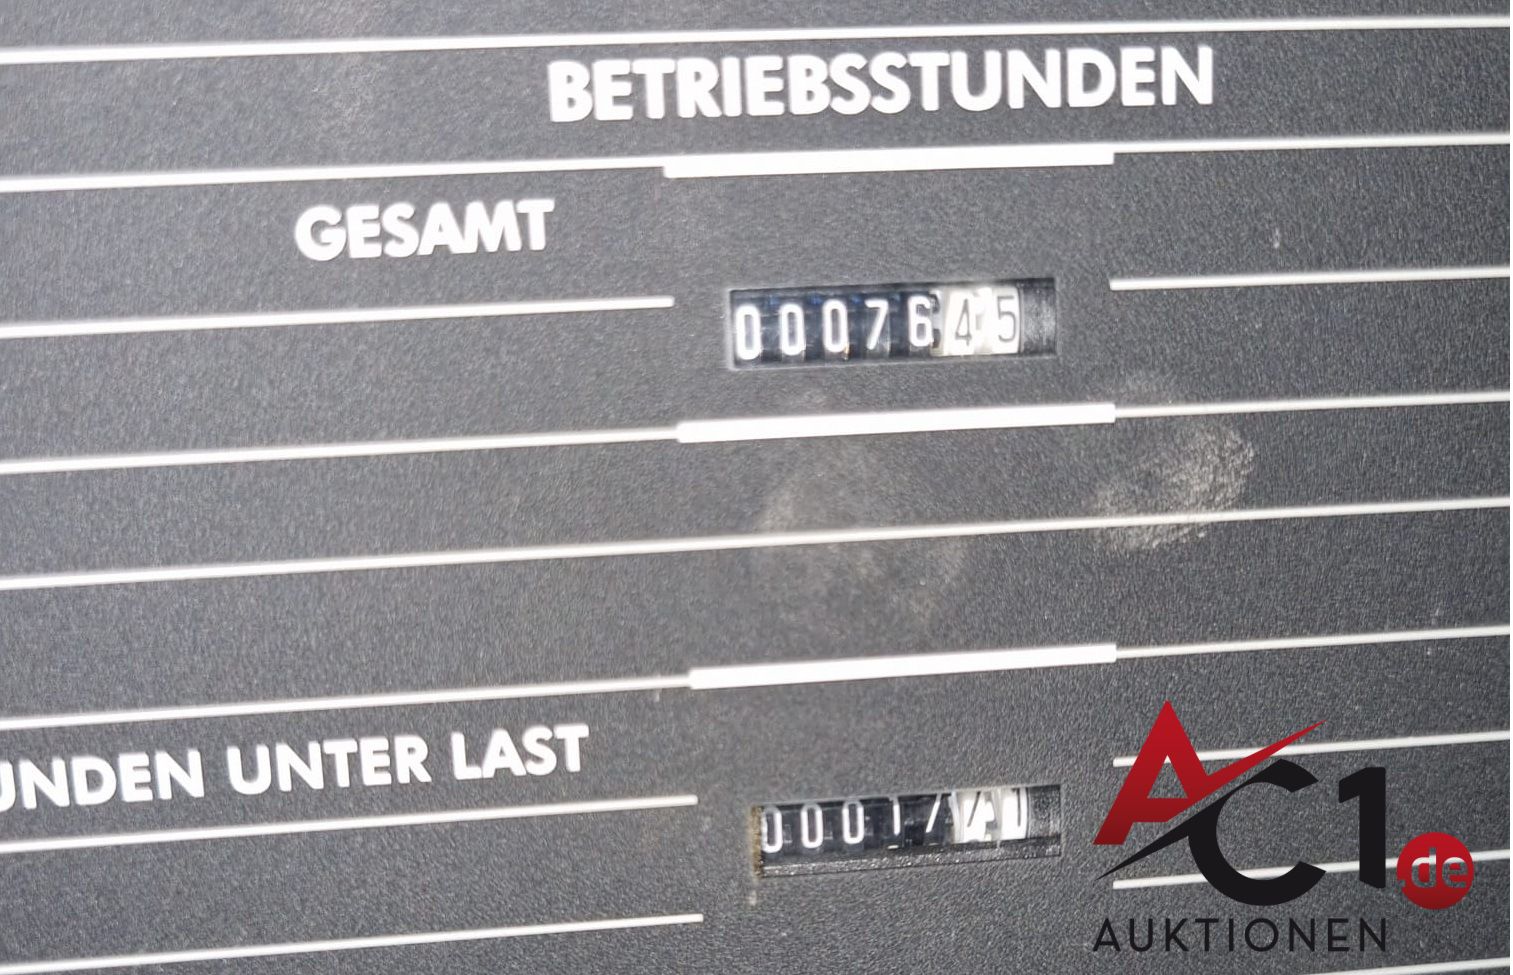 BETRIEBSSTUNDEN
GESAMT
0007645
UNDEN UNTER LAST
AC1.de
AUKTIONEN